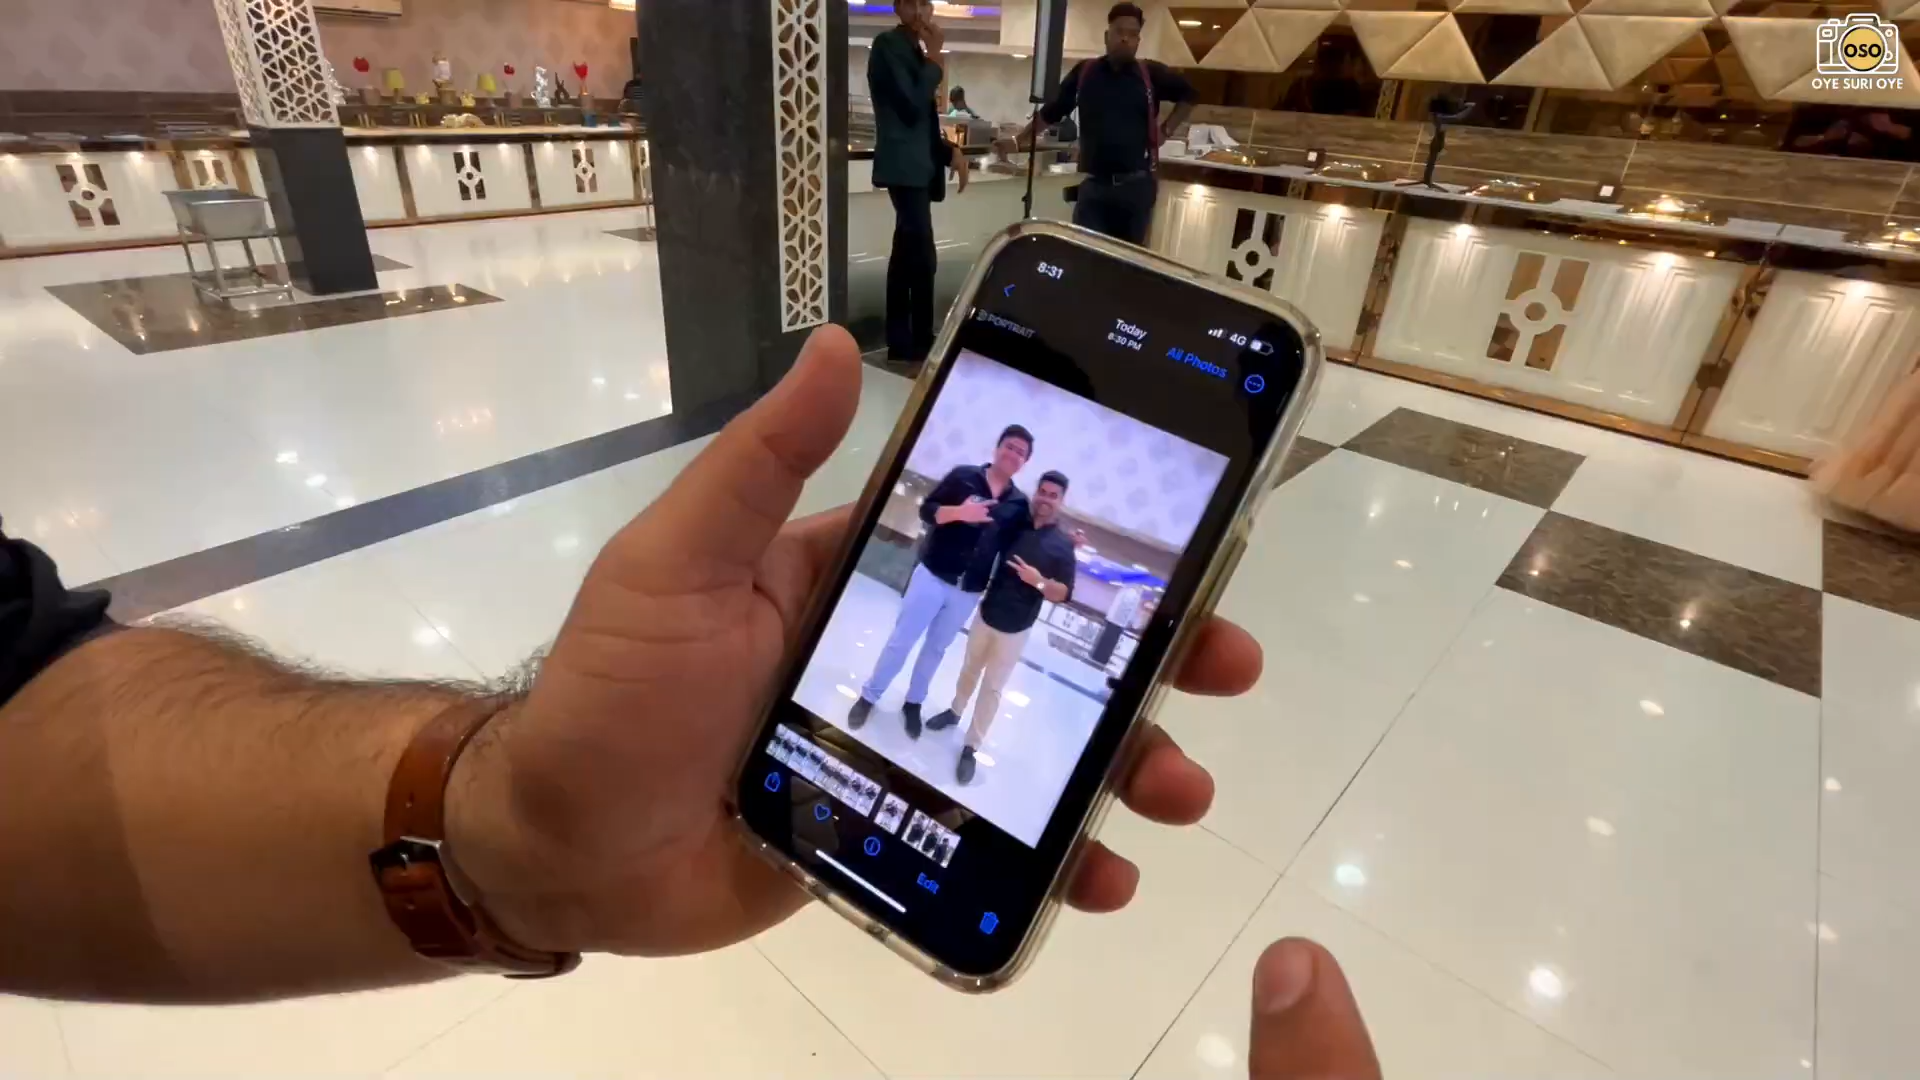 OSO
OYE SURI OYE
8:31
4G
PORTRAIT
Today
8:30 PM
All Photos
Edit